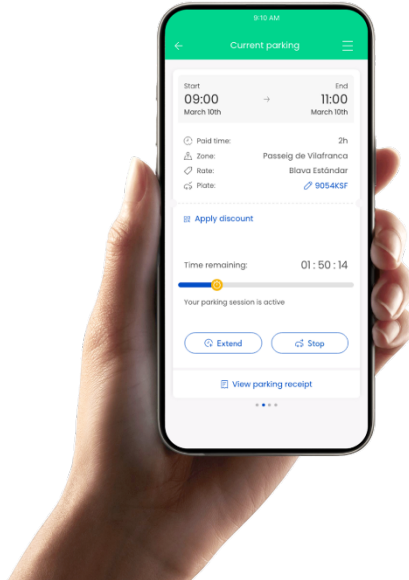 9:10 AM
Current parking
Start End
09:00 → 11:00
March 10th March 10th
Paid time: 2h
Zone: Passeig de Vilafranca
Rate: Blava Estándar
Plate: 9054KSF
Apply discount
Time remaining: 01 : 50 : 14
Your parking session is active
Extend Stop
View parking receipt